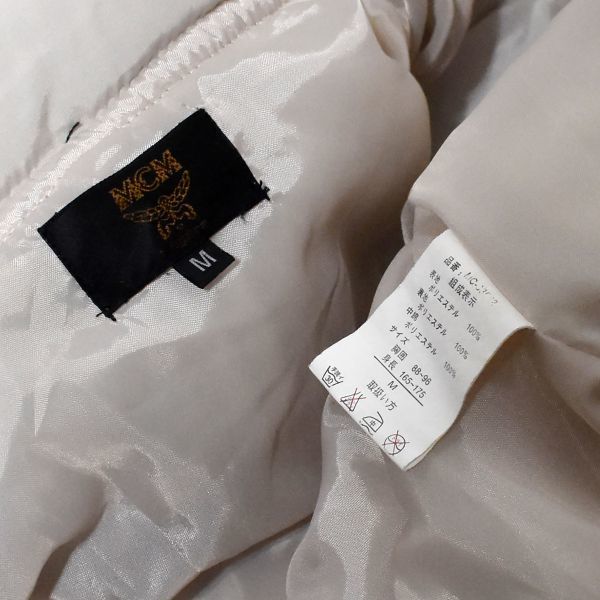 MCM
M
品番：
組成表示
表地 ポリエステル 100%
裏地 ポリエステル 100%
中綿 ポリエステル 100%
サイズ
胸囲 88-96
身長 165-175
M
取扱い方